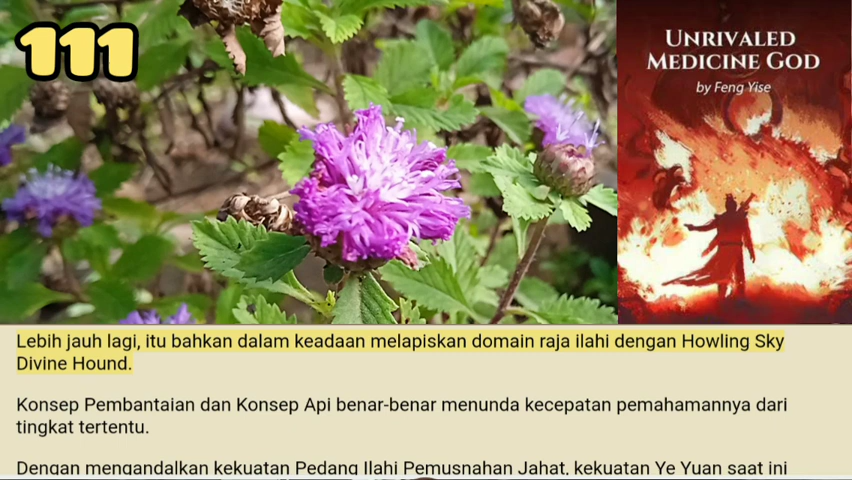 111
UNRIVALED
MEDICINE GOD
by Feng Yise
Lebih jauh lagi, itu bahkan dalam keadaan melapiskan domain raja ilahi dengan Howling Sky
Divine Hound.
Konsep Pembantaian dan Konsep Api benar-benar menunda kecepatan pemahamannya dari
tingkat tertentu.
Dengan mengandalkan kekuatan Pedang Ilahi Pemusnahan Jahat, kekuatan Ye Yuan saat ini